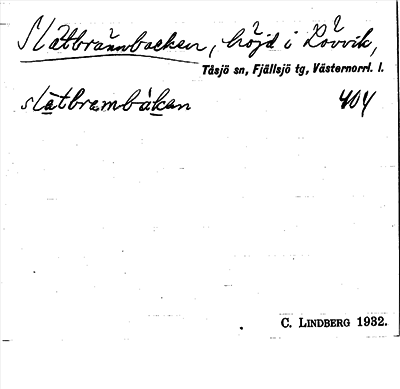 Slåtbrännbacken, höjd i Lövvik,
Tåsjö sn, Fjällsjö tg, Västernorrl. l.
slåtbrembåkan 404
C. LINDBERG 1932.